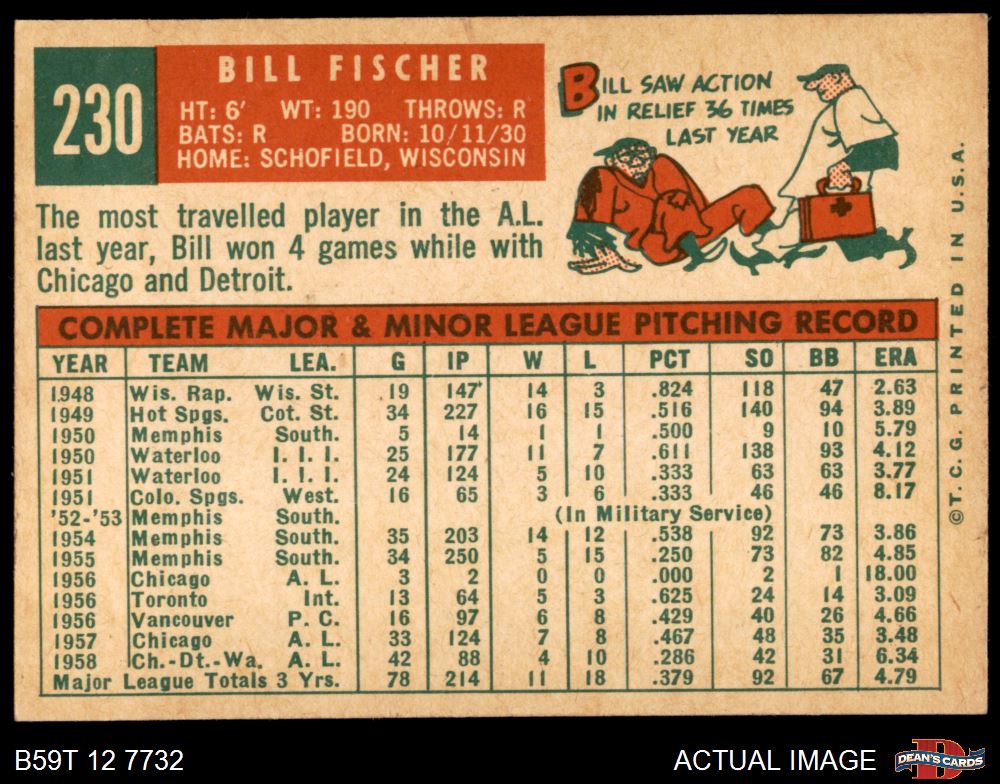 230
BILL FISCHER
HT: 6' WT: 190 THROWS: R
BATS: R BORN: 10/11/30
HOME: SCHOFIELD, WISCONSIN
The most travelled player in the A.L.
last year, Bill won 4 games while with
Chicago and Detroit.
BILL SAW ACTION
IN RELIEF 36 TIMES
LAST YEAR
COMPLETE MAJOR & MINOR LEAGUE PITCHING RECORD
YEAR TEAM LEA. G IP W L PCT SO BB ERA
1948 Wis. Rap. Wis. St. 19 147 14 3 .824 118 47 2.63
1949 Hot Spgs. Cot. St. 34 227 16 15 .516 140 94 3.89
1950 Memphis South. 5 14 1 1 .500 9 10 5.79
1950 Waterloo I. I. I. 25 177 11 7 .611 138 93 4.12
1951 Waterloo I. I. I. 24 124 5 10 .333 63 63 3.77
1951 Colo. Spgs. West. 16 65 3 6 .333 46 46 8.17
'52-'53 Memphis South. (In Military Service)
1954 Memphis South. 35 203 14 12 .538 92 73 3.86
1955 Memphis South. 34 250 5 15 .250 73 82 4.85
1956 Chicago A. L. 3 2 0 0 .000 2 1 18.00
1956 Toronto Int. 13 64 5 3 .625 24 14 3.09
1956 Vancouver P. C. 16 97 6 8 .429 40 26 4.66
1957 Chicago A. L. 33 124 7 8 .467 48 35 3.48
1958 Ch.-Dt.-Wa. A. L. 42 88 4 10 .286 42 31 6.34
Major League Totals 3 Yrs. 78 214 11 18 .379 92 67 4.79
©T. C. G. PRINTED IN U.S.A.
B59T 12 7732
ACTUAL IMAGE
DEAN'S CARDS